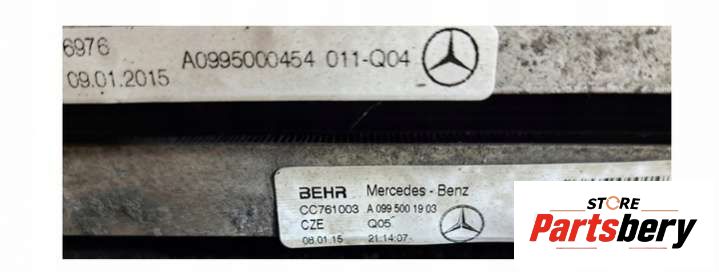 6976
A0995000454 011-Q04
09.01.2015
BEHR Mercedes-Benz
CC761003 A 099 500 19 03
CZE Q05
08.01.15 21:14:07
STORE
Partsbery